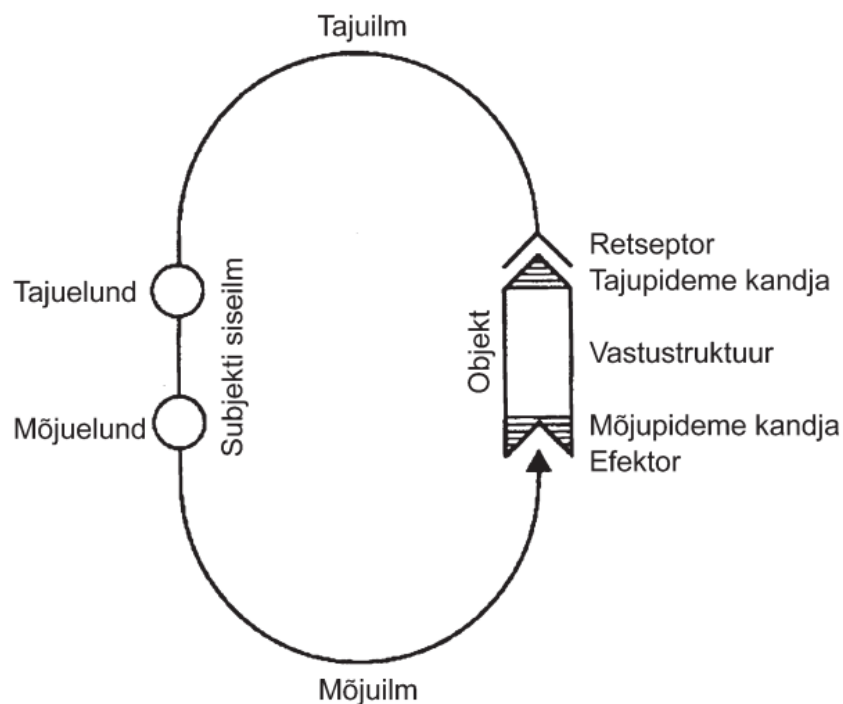 Tajuilm
Retseptor
Tajupideme kandja
Tajuelund
Subjekti siseilm
Objekt
Vastustruktuur
Mõjuelund
Mõjupideme kandja
Efektor
Mõjuilm